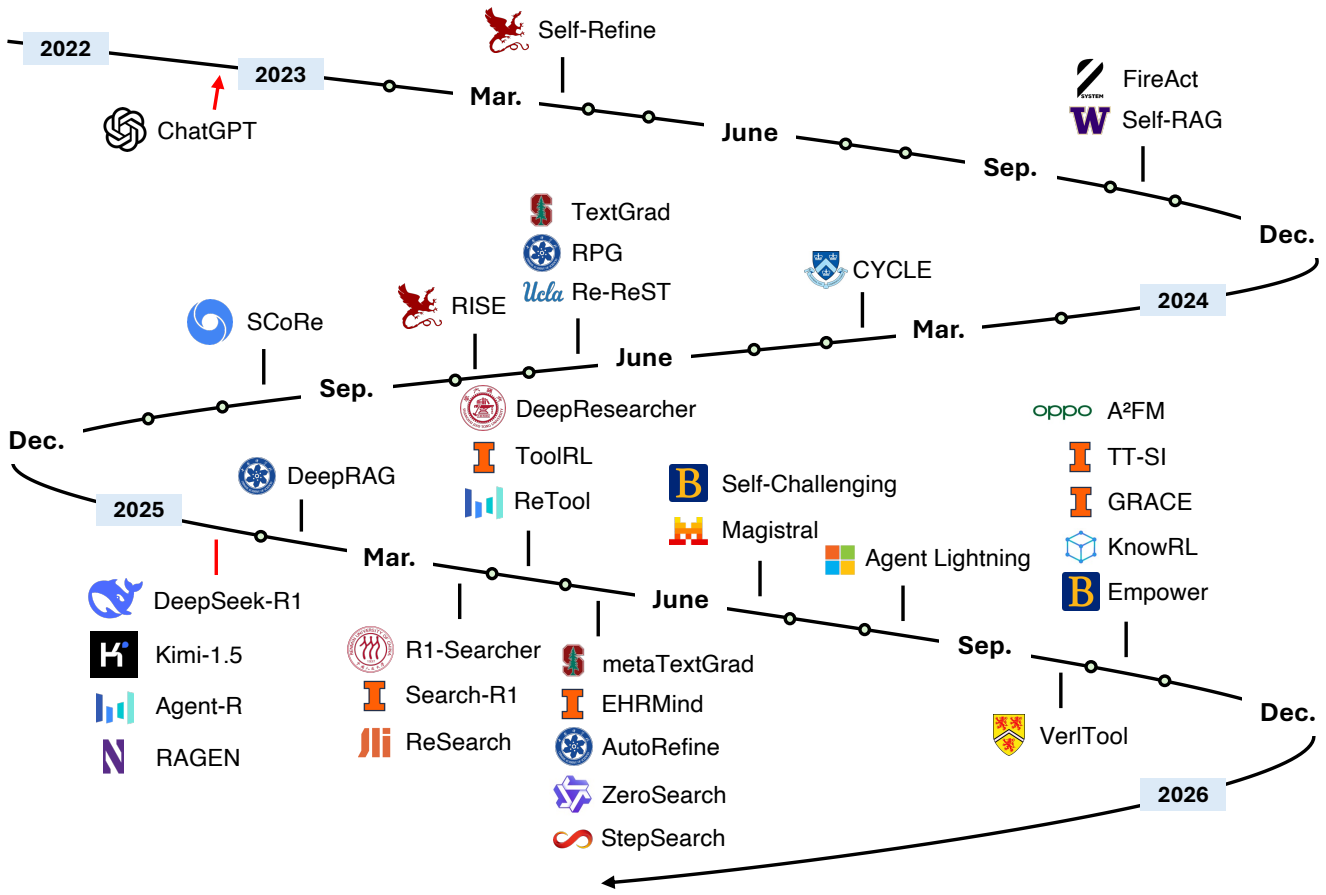 2022
2023
ChatGPT
Mar.
Self-Refine
June
Sep.
SYSTEM
FireAct
W
Self-RAG
Dec.
2024
Mar.
CYCLE
June
TextGrad
RPG
Ucla
Re-ReST
RISE
Sep.
SCoRe
Dec.
2025
DeepSeek-R1
Kimi-1.5
Agent-R
N
RAGEN
DeepRAG
Mar.
R1-Searcher
I
Search-R1
ReSearch
DeepResearcher
I
ToolRL
ReTool
metaTextGrad
I
EHRMind
AutoRefine
ZeroSearch
StepSearch
June
B
Self-Challenging
Magistral
Agent Lightning
Sep.
VerlTool
oppo
A²FM
I
TT-SI
I
GRACE
KnowRL
B
Empower
Dec.
2026